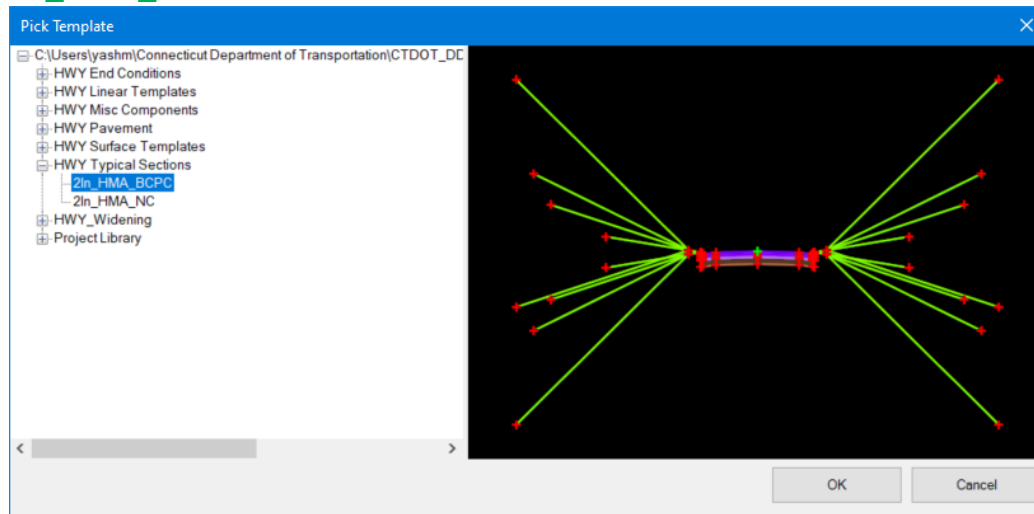 Pick Template
C:\Users\yashm\Connecticut Department of Transportation\CTDOT_DD
HWY End Conditions
HWY Linear Templates
HWY Misc Components
HWY Pavement
HWY Surface Templates
HWY Typical Sections
2ln_HMA_BCPC
2ln_HMA_NC
HWY_Widening
Project Library
OK
Cancel